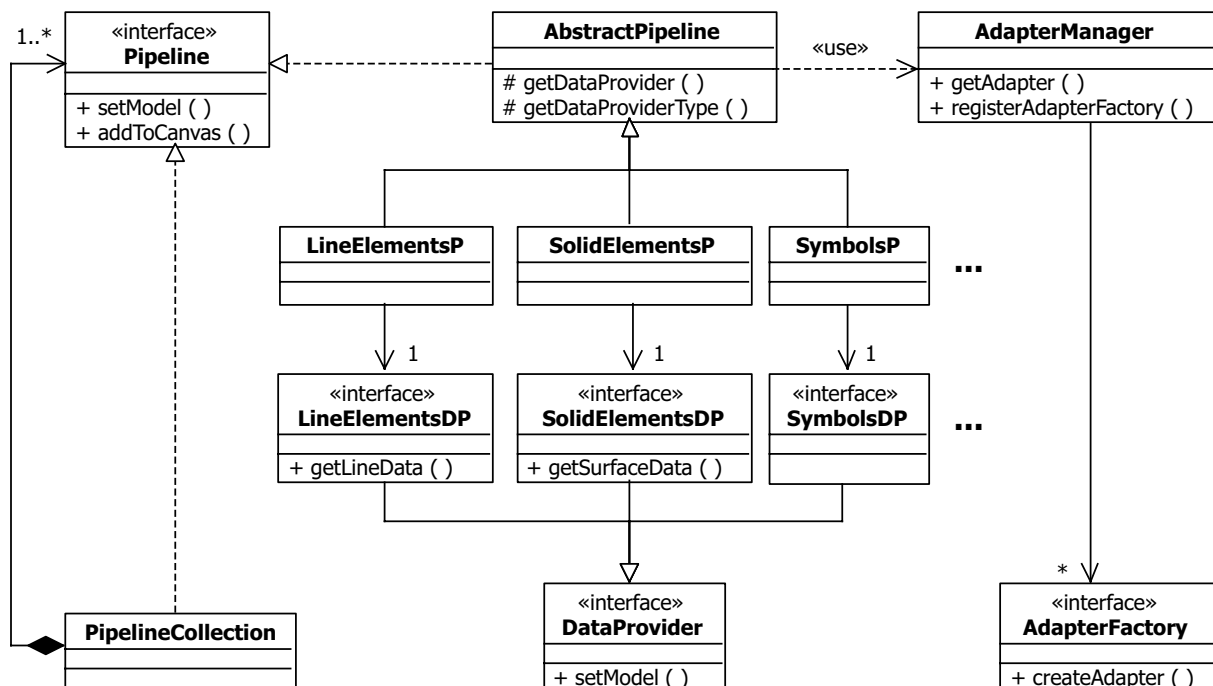 1..*
«interface»
Pipeline
+ setModel ( )
+ addToCanvas ( )
AbstractPipeline
# getDataProvider ( )
# getDataProviderType ( )
«use»
AdapterManager
+ getAdapter ( )
+ registerAdapterFactory ( )
LineElementsP
SolidElementsP
SymbolsP
...
1
1
1
«interface»
LineElementsDP
+ getLineData ( )
«interface»
SolidElementsDP
+ getSurfaceData ( )
«interface»
SymbolsDP
...
PipelineCollection
«interface»
DataProvider
+ setModel ( )
*
«interface»
AdapterFactory
+ createAdapter ( )